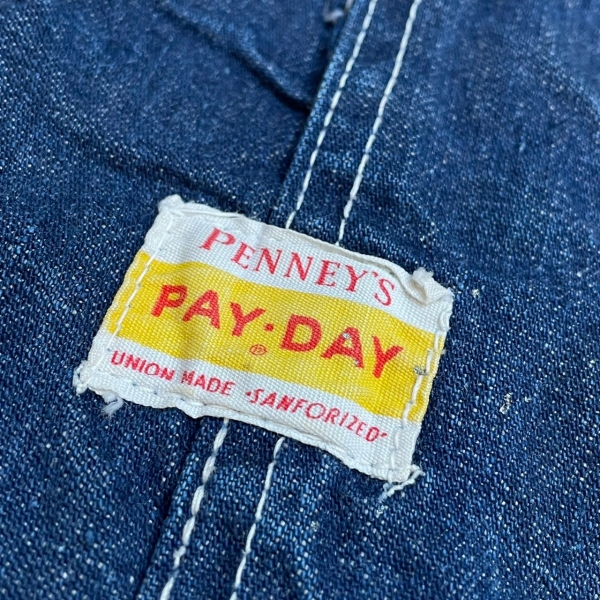 PENNEY'S
PAY·DAY
®
UNION MADE ·SANFORIZED·